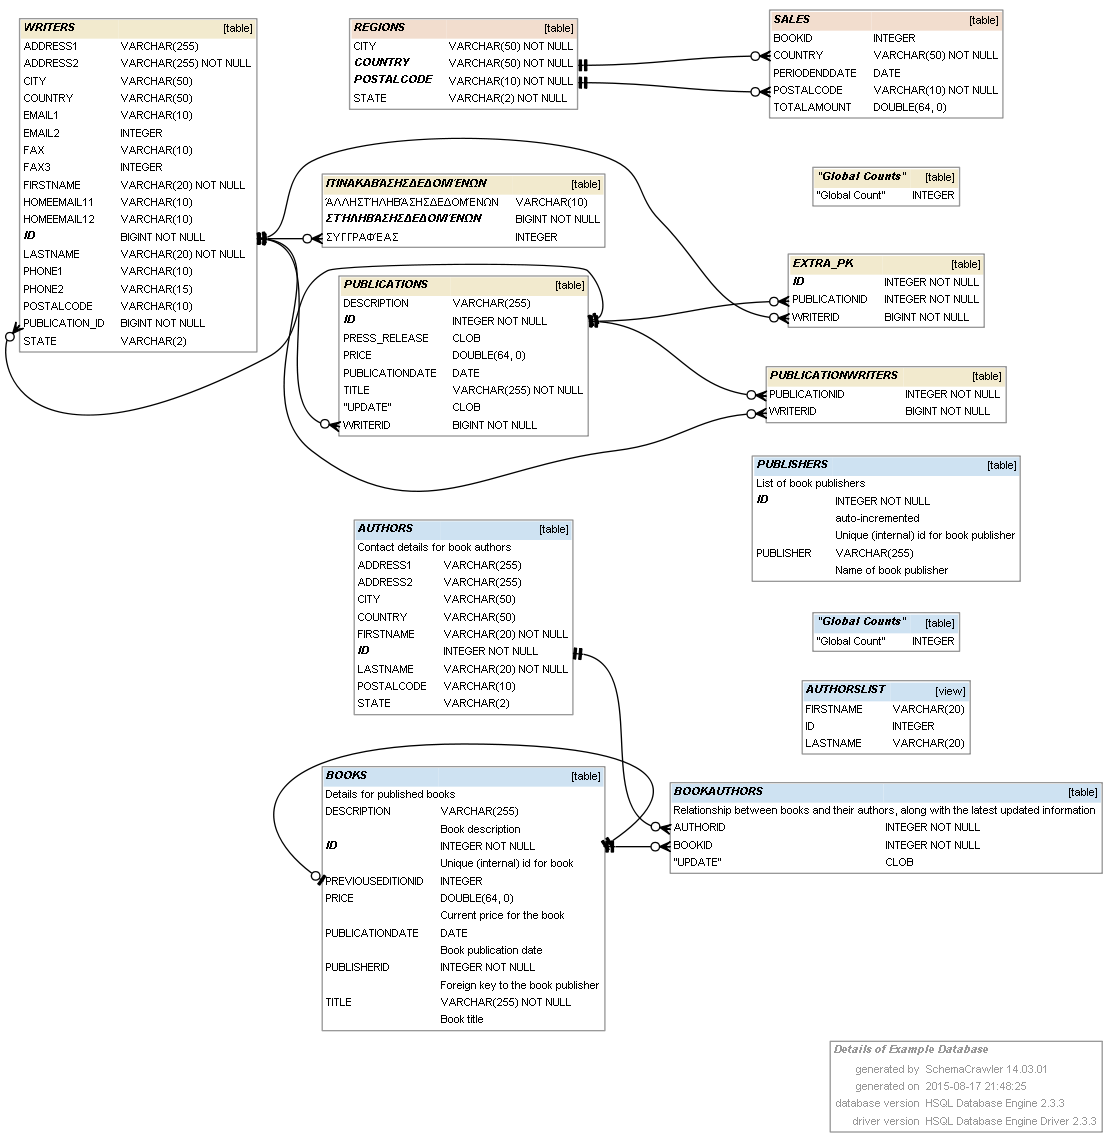 WRITERS [table]
ADDRESS1 VARCHAR(255)
ADDRESS2 VARCHAR(255) NOT NULL
CITY VARCHAR(50)
COUNTRY VARCHAR(50)
EMAIL1 VARCHAR(10)
EMAIL2 INTEGER
FAX VARCHAR(10)
FAX3 INTEGER
FIRSTNAME VARCHAR(20) NOT NULL
HOMEEMAIL11 VARCHAR(10)
HOMEEMAIL12 VARCHAR(10)
ID BIGINT NOT NULL
LASTNAME VARCHAR(20) NOT NULL
PHONE1 VARCHAR(10)
PHONE2 VARCHAR(15)
POSTALCODE VARCHAR(10)
PUBLICATION_ID BIGINT NOT NULL
STATE VARCHAR(2)
REGIONS [table]
CITY VARCHAR(50) NOT NULL
COUNTRY VARCHAR(50) NOT NULL
POSTALCODE VARCHAR(10) NOT NULL
STATE VARCHAR(2) NOT NULL
SALES [table]
BOOKID INTEGER
COUNTRY VARCHAR(50) NOT NULL
PERIODENDDATE DATE
POSTALCODE VARCHAR(10) NOT NULL
TOTALAMOUNT DOUBLE(64, 0)
ΠΊΝΑΚΑΒΆΣΗΣΔΕΔΟΜΈΝΩΝ [table]
ΆΛΛΗΣΤΉΛΗΒΆΣΗΣΔΕΔΟΜΈΝΩΝ VARCHAR(10)
ΣΤΉΛΗΒΆΣΗΣΔΕΔΟΜΈΝΩΝ BIGINT NOT NULL
ΣΥΓΓΡΑΦΈΑΣ INTEGER
"Global Counts" [table]
"Global Count" INTEGER
PUBLICATIONS [table]
DESCRIPTION VARCHAR(255)
ID INTEGER NOT NULL
PRESS_RELEASE CLOB
PRICE DOUBLE(64, 0)
PUBLICATIONDATE DATE
TITLE VARCHAR(255) NOT NULL
"UPDATE" CLOB
WRITERID BIGINT NOT NULL
EXTRA_PK [table]
ID INTEGER NOT NULL
PUBLICATIONID INTEGER NOT NULL
WRITERID BIGINT NOT NULL
PUBLICATIONWRITERS [table]
PUBLICATIONID INTEGER NOT NULL
WRITERID BIGINT NOT NULL
PUBLISHERS [table]
List of book publishers
ID INTEGER NOT NULL
auto-incremented
Unique (internal) id for book publisher
PUBLISHER VARCHAR(255)
Name of book publisher
AUTHORS [table]
Contact details for book authors
ADDRESS1 VARCHAR(255)
ADDRESS2 VARCHAR(255)
CITY VARCHAR(50)
COUNTRY VARCHAR(50)
FIRSTNAME VARCHAR(20) NOT NULL
ID INTEGER NOT NULL
LASTNAME VARCHAR(20) NOT NULL
POSTALCODE VARCHAR(10)
STATE VARCHAR(2)
"Global Counts" [table]
"Global Count" INTEGER
AUTHORSLIST [view]
FIRSTNAME VARCHAR(20)
ID INTEGER
LASTNAME VARCHAR(20)
BOOKS [table]
Details for published books
DESCRIPTION VARCHAR(255)
Book description
ID INTEGER NOT NULL
Unique (internal) id for book
PREVIOUSEDITIONID INTEGER
PRICE DOUBLE(64, 0)
Current price for the book
PUBLICATIONDATE DATE
Book publication date
PUBLISHERID INTEGER NOT NULL
Foreign key to the book publisher
TITLE VARCHAR(255) NOT NULL
Book title
BOOKAUTHORS [table]
Relationship between books and their authors, along with the latest updated information
AUTHORID INTEGER NOT NULL
BOOKID INTEGER NOT NULL
"UPDATE" CLOB
Details of Example Database
generated by SchemaCrawler 14.03.01
generated on 2015-08-17 21:48:25
database version HSQL Database Engine 2.3.3
driver version HSQL Database Engine Driver 2.3.3